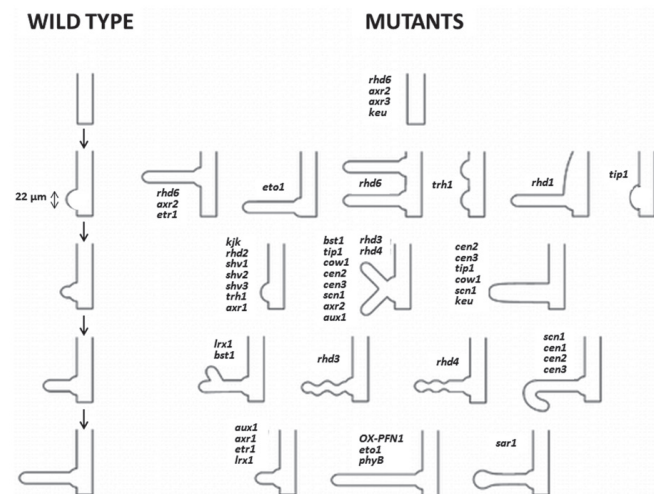 WILD TYPE
MUTANTS
rhd6
axr2
axr3
keu
22 µm
rhd6
axr2
etr1
eto1
rhd6
trh1
rhd1
tip1
kjk
rhd2
shv1
shv2
shv3
trh1
axr1
bst1
tip1
cow1
cen2
cen3
scn1
axr2
aux1
rhd3
rhd4
cen2
cen3
tip1
cow1
scn1
keu
lrx1
bst1
rhd3
rhd4
scn1
cen1
cen2
cen3
aux1
axr1
etr1
lrx1
OX-PFN1
eto1
phyB
sar1